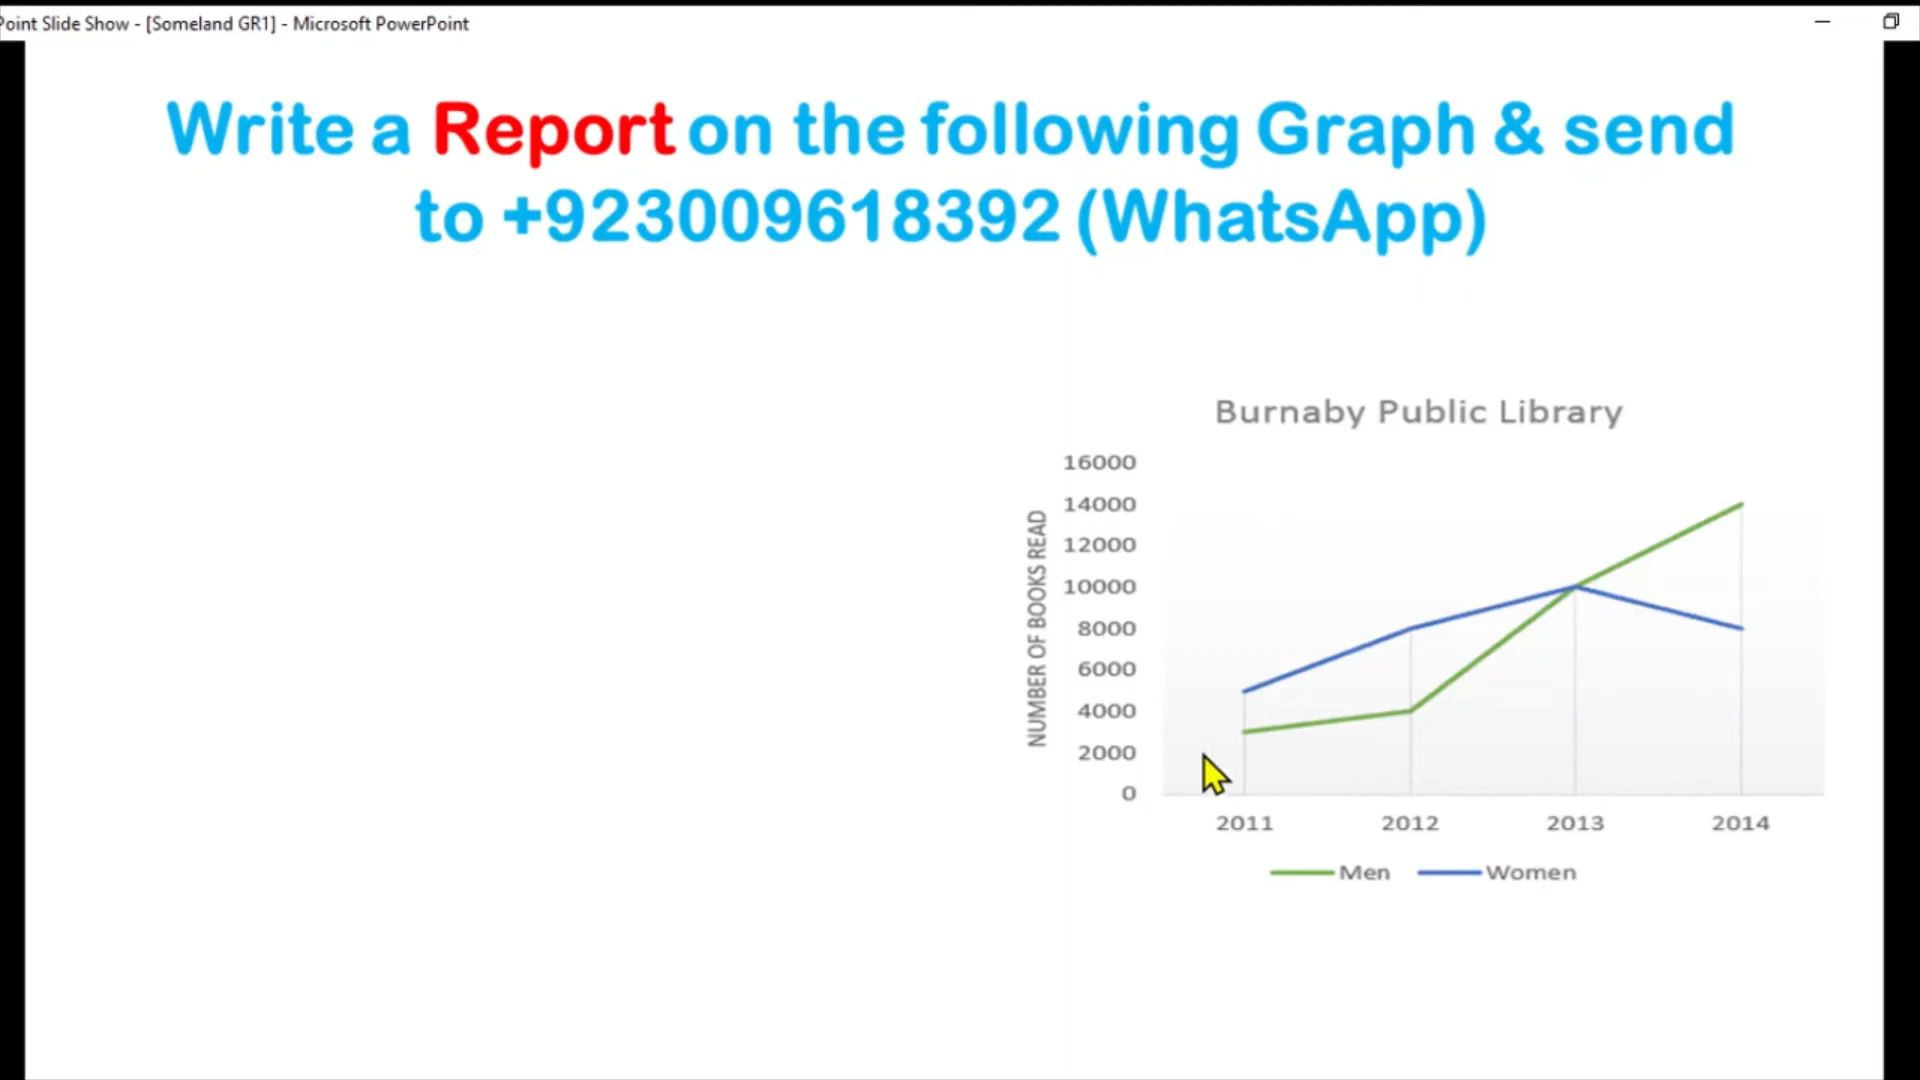 Point Slide Show - [Someland GR1] - Microsoft PowerPoint
Write a Report on the following Graph & send
to +923009618392 (WhatsApp)
Burnaby Public Library
NUMBER OF BOOKS READ
16000
14000
12000
10000
8000
6000
4000
2000
0
2011 2012 2013 2014
Men Women